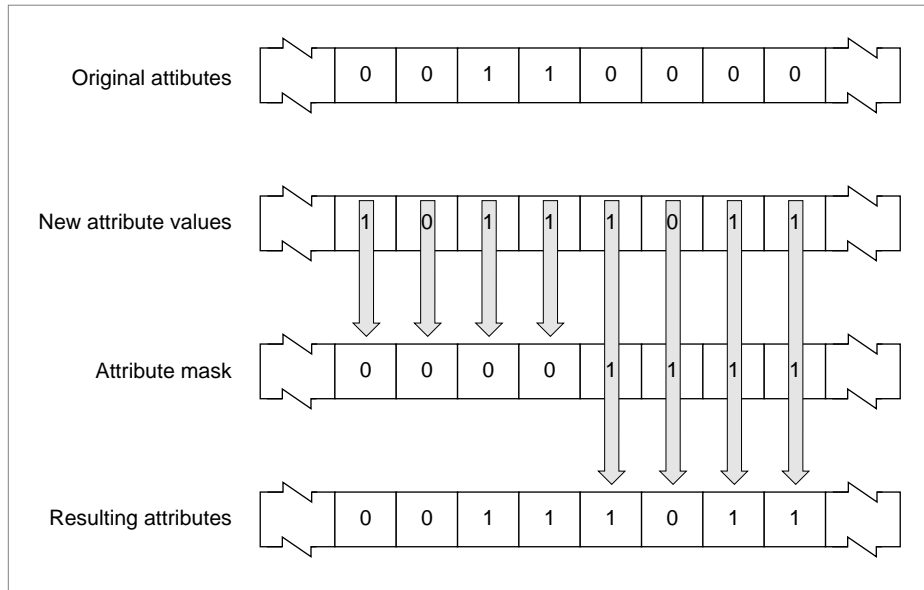 Original attibutes 0 0 1 1 0 0 0 0
New attribute values 1 0 1 1 1 0 1 1
Attribute mask 0 0 0 0 1 1 1 1
Resulting attributes 0 0 1 1 1 0 1 1